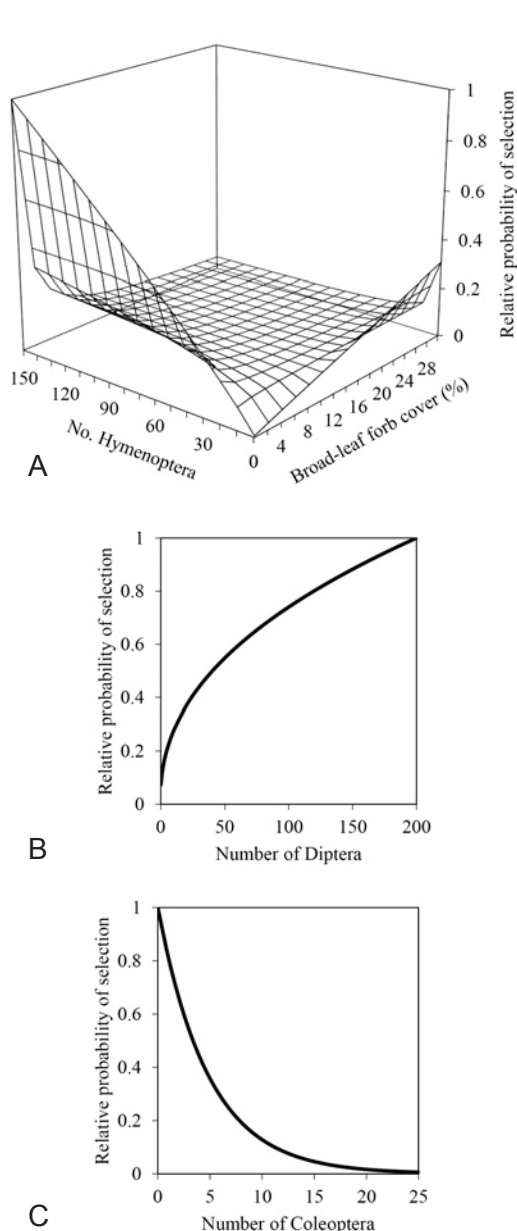 1
0.8
0.6
0.4
0.2
0
Relative probability of selection
150
120
90
60
30
0
No. Hymenoptera
4
8
12
16
20
24
28
Broad-leaf forb cover (%)
A
1
0.8
0.6
0.4
0.2
0
Relative probability of selection
0 50 100 150 200
Number of Diptera
B
1
0.8
0.6
0.4
0.2
0
Relative probability of selection
0 5 10 15 20 25
Number of Coleoptera
C